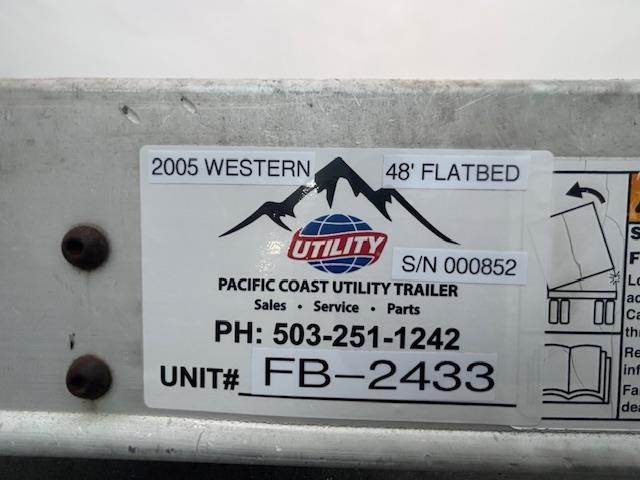 2005 WESTERN
48' FLATBED
UTILITY
S/N 000852
PACIFIC COAST UTILITY TRAILER
Sales • Service • Parts
PH: 503-251-1242
UNIT# FB-2433